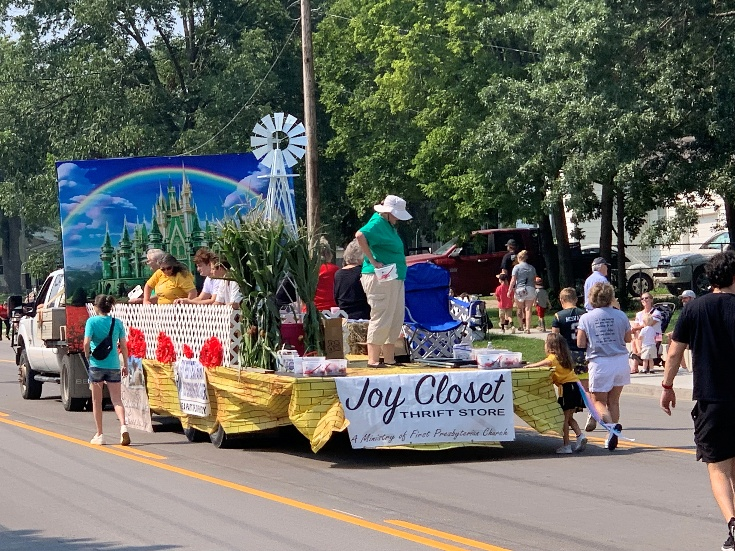 Joy Closet
THRIFT STORE
A Ministry of First Presbyterian Church